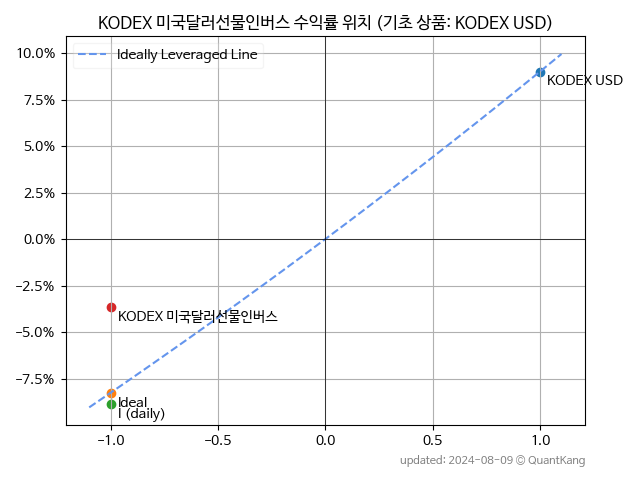 KODEX 미국달러선물인버스 수익률 위치 (기초 상품: KODEX USD)
Ideally Leveraged Line
10.0%
7.5%
5.0%
2.5%
0.0%
−2.5%
−5.0%
−7.5%
KODEX USD
KODEX 미국달러선물인버스
Ideal
I (daily)
−1.0
−0.5
0.0
0.5
1.0
updated: 2024-08-09 © QuantKang